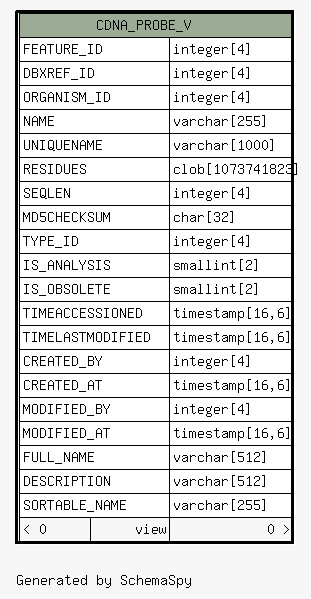 CDNA_PROBE_V
FEATURE_ID integer[4]
DBXREF_ID integer[4]
ORGANISM_ID integer[4]
NAME varchar[255]
UNIQUENAME varchar[1000]
RESIDUES clob[1073741823]
SEQLEN integer[4]
MD5CHECKSUM char[32]
TYPE_ID integer[4]
IS_ANALYSIS smallint[2]
IS_OBSOLETE smallint[2]
TIMEACCESSIONED timestamp[16,6]
TIMELASTMODIFIED timestamp[16,6]
CREATED_BY integer[4]
CREATED_AT timestamp[16,6]
MODIFIED_BY integer[4]
MODIFIED_AT timestamp[16,6]
FULL_NAME varchar[512]
DESCRIPTION varchar[512]
SORTABLE_NAME varchar[255]
< 0 view 0 >
Generated by SchemaSpy